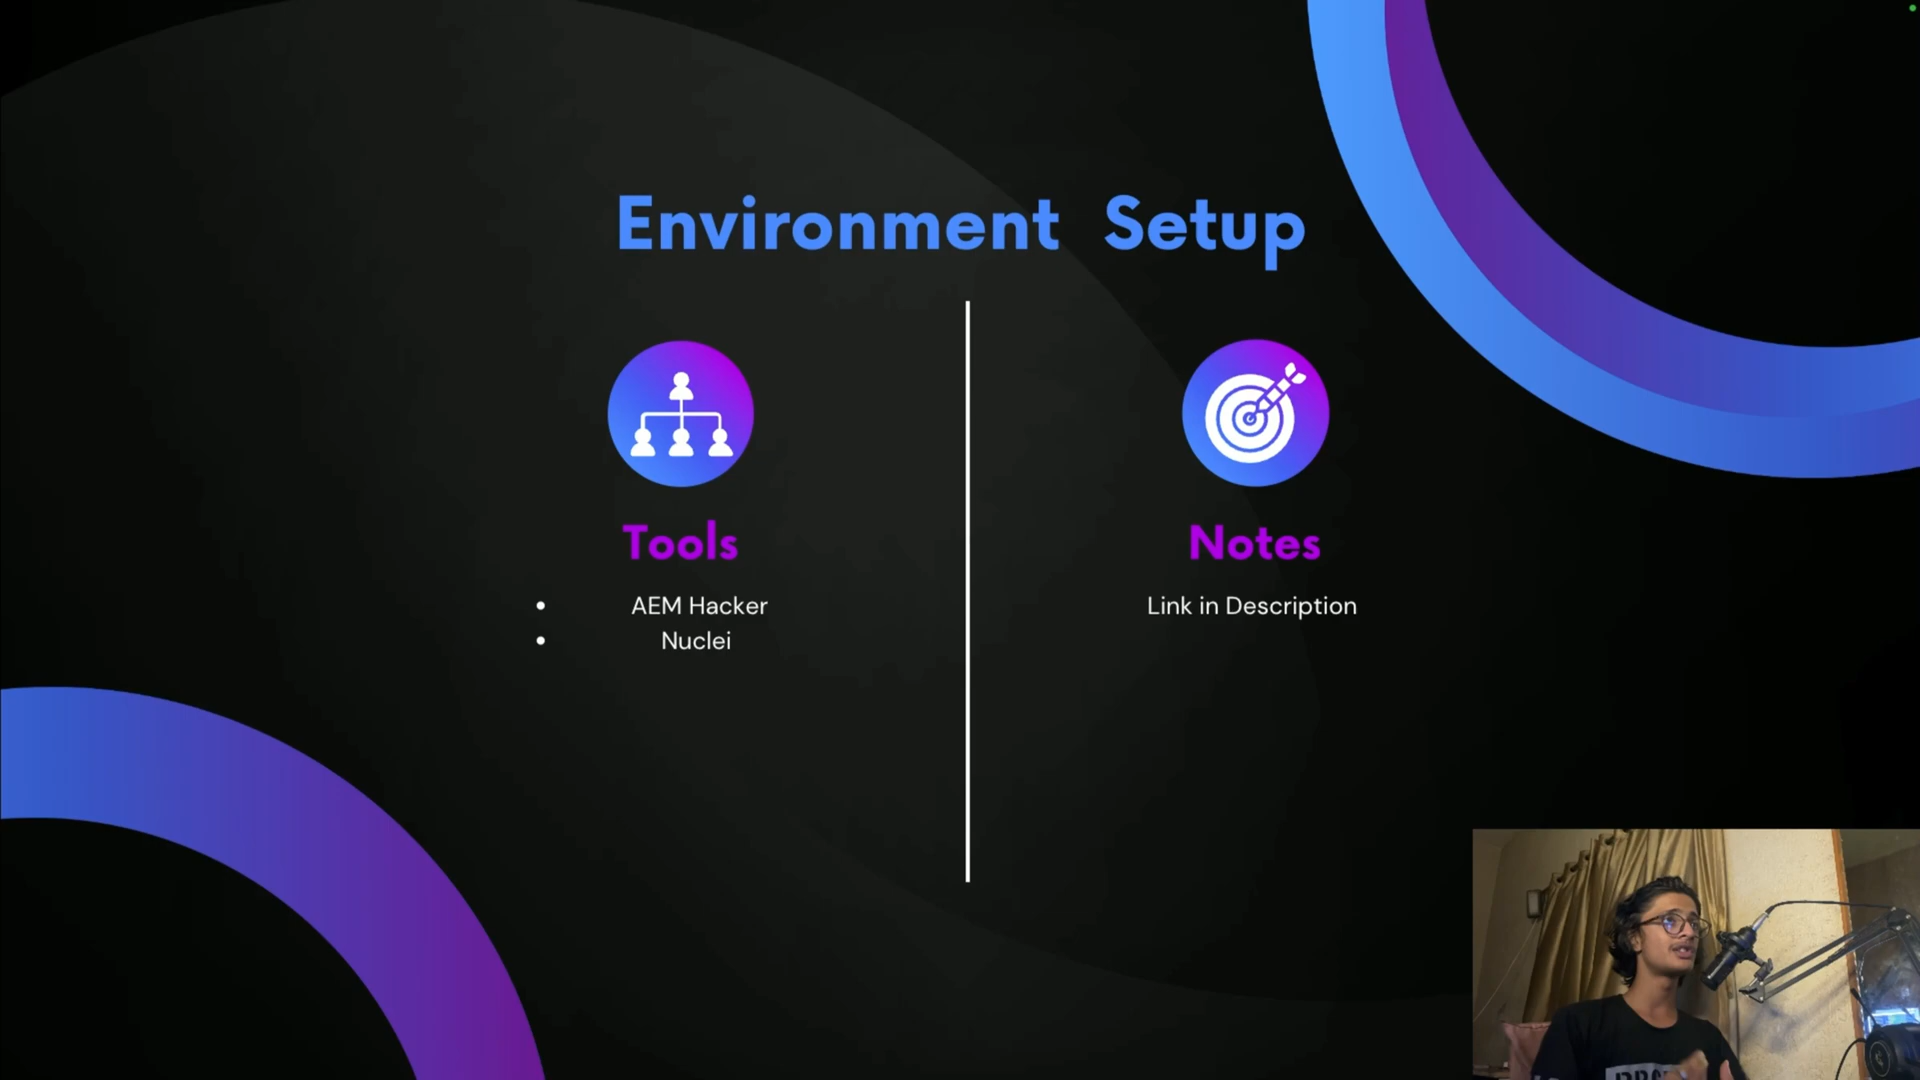 Environment Setup
Tools
• AEM Hacker
• Nuclei
Notes
Link in Description